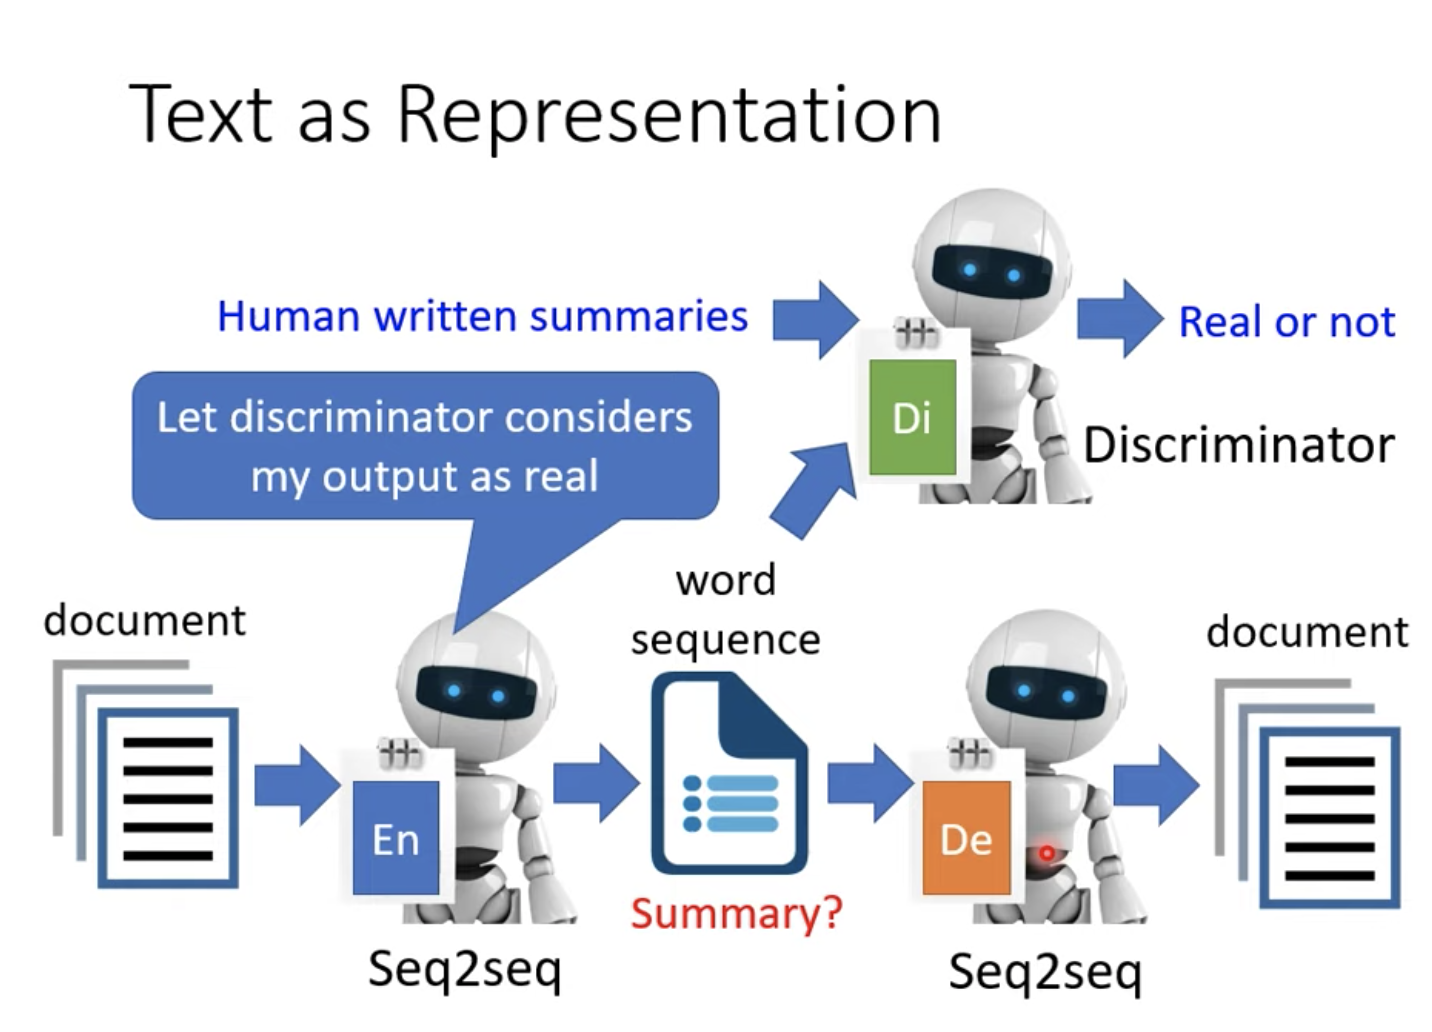 Text as Representation
Human written summaries
Real or not
Di
Discriminator
Let discriminator considers
my output as real
word
sequence
document
document
En
De
Summary?
Seq2seq
Seq2seq